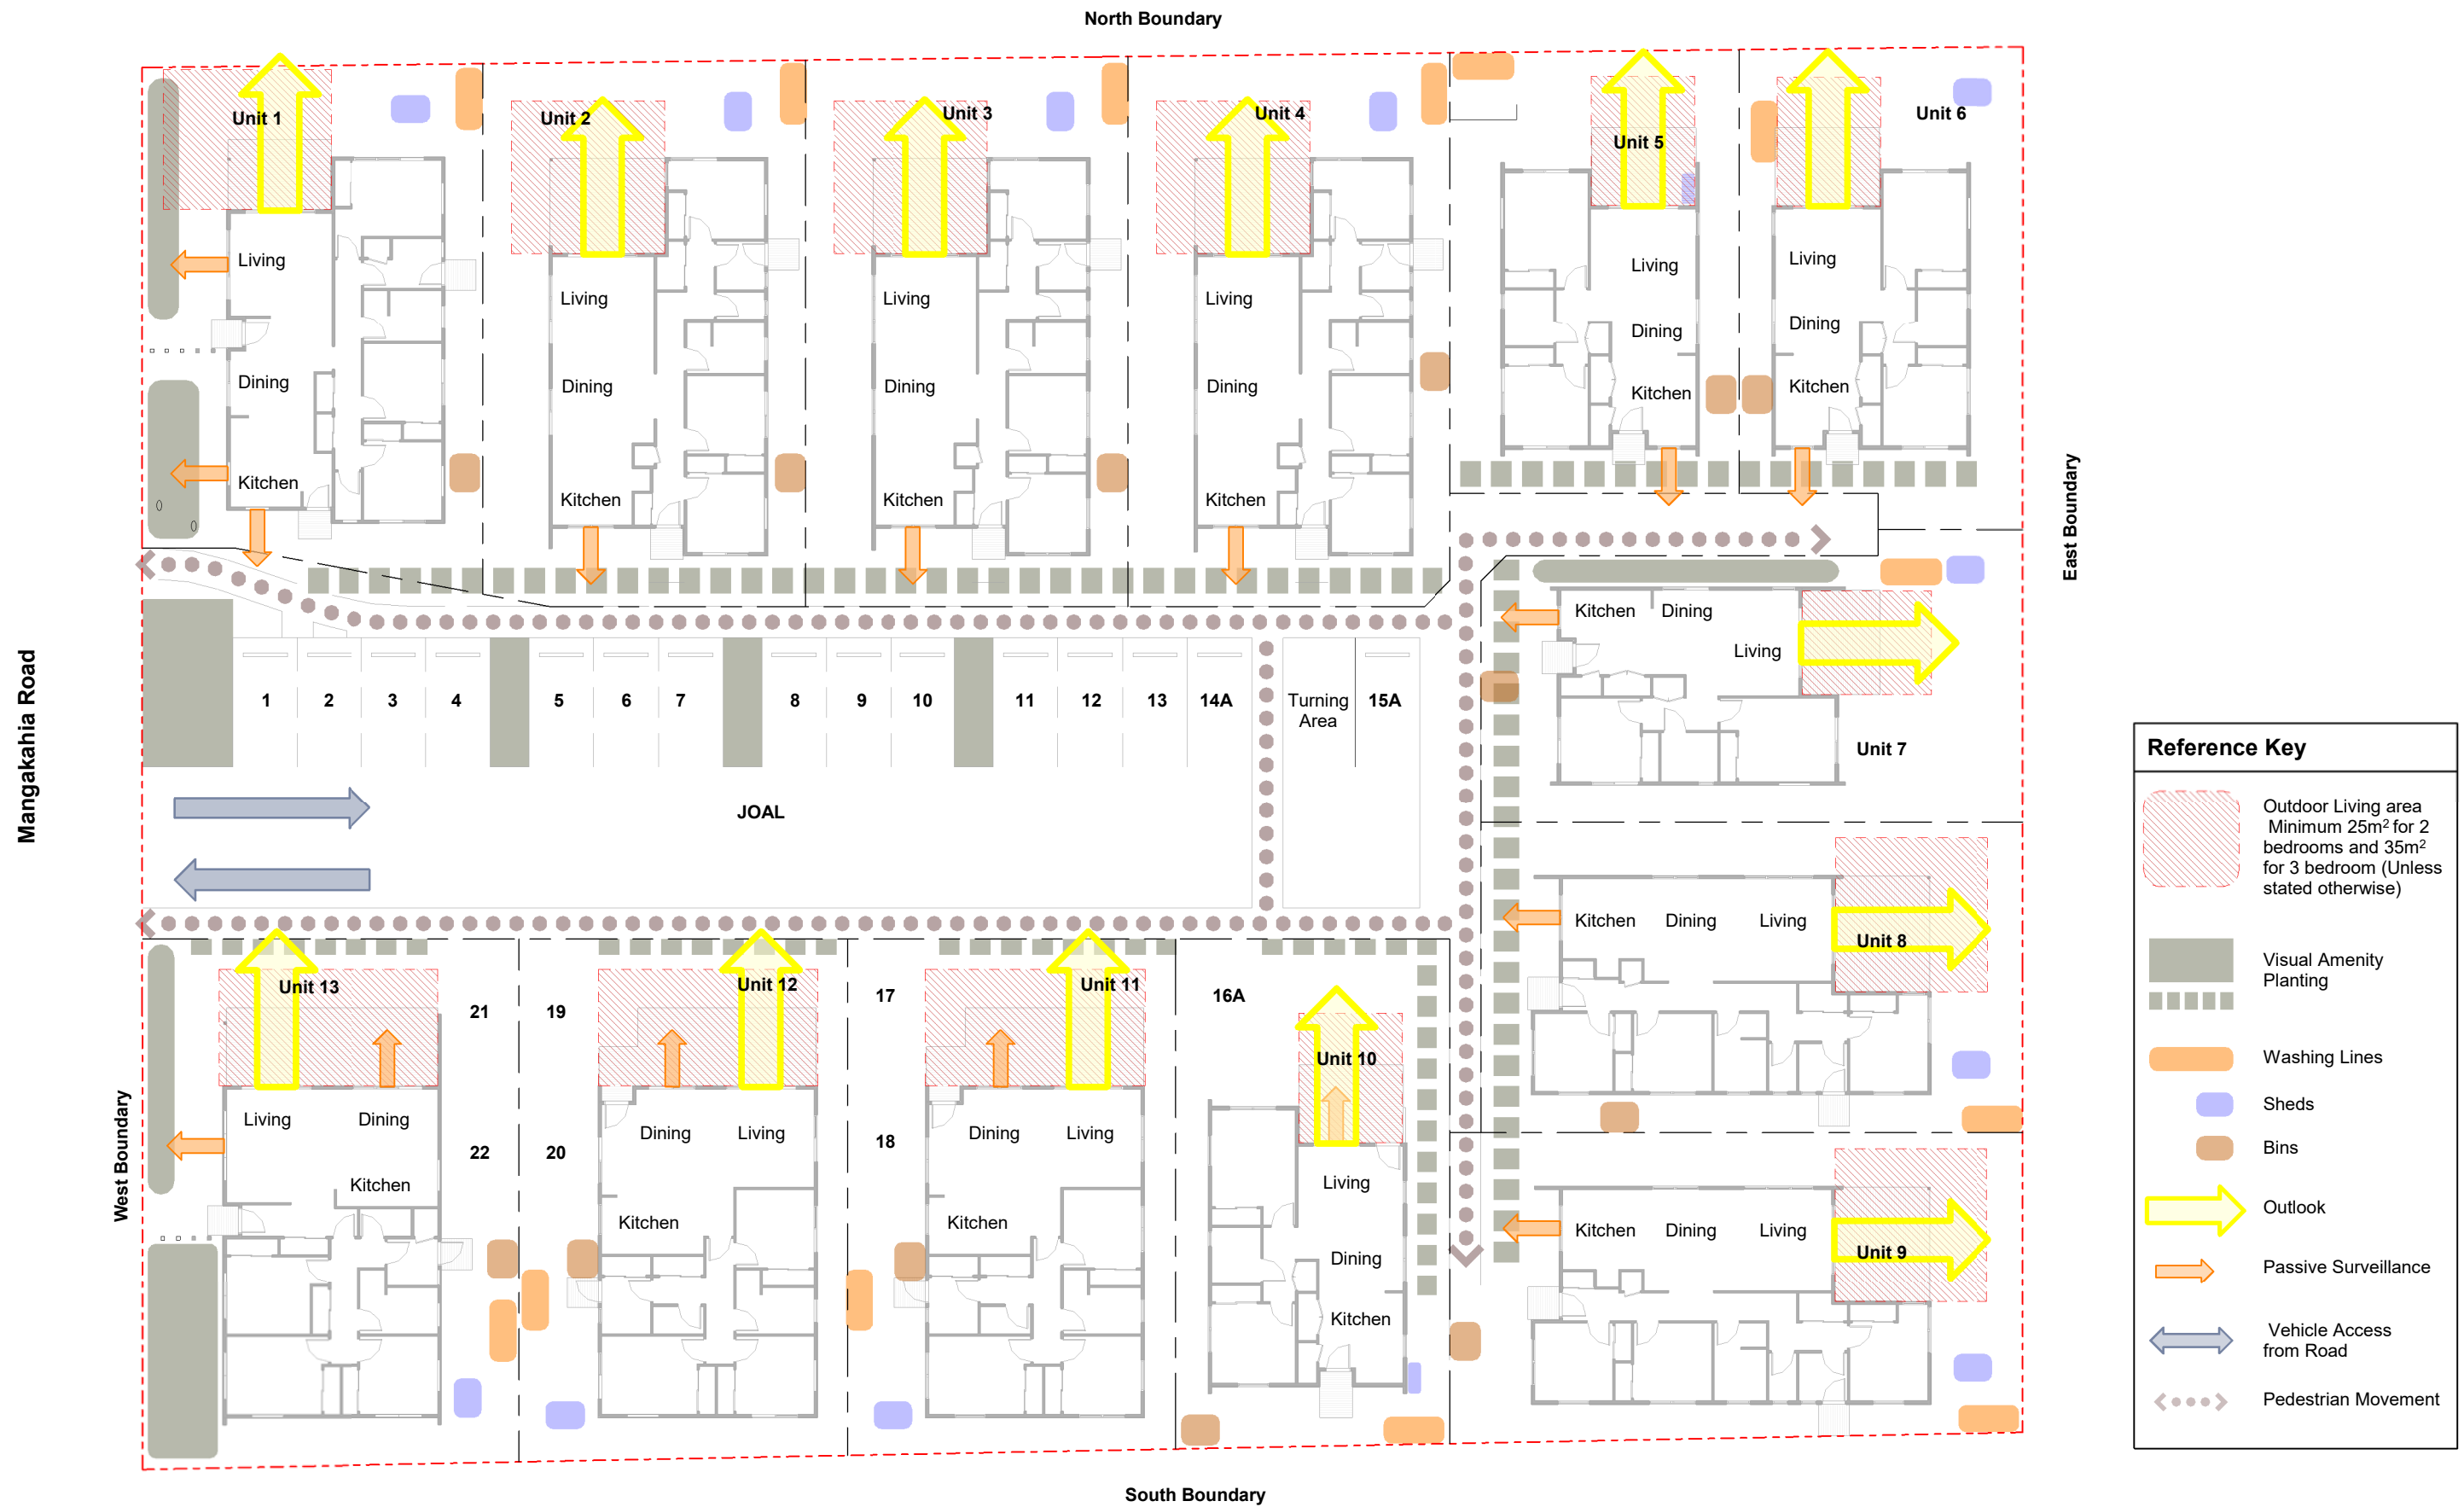 North Boundary
Unit 1
Unit 2
Unit 3
Unit 4
Unit 5
Unit 6
Living
Dining
Kitchen
Living
Dining
Kitchen
Living
Dining
Kitchen
Living
Dining
Kitchen
Living
Dining
Kitchen
Living
Dining
Kitchen
East Boundary
Mangakahia Road
Kitchen Dining
Living
Unit 7
1 2 3 4 5 6 7 8 9 10 11 12 13 14A
Turning
Area
15A
JOAL
Kitchen Dining Living
Unit 8
Kitchen Dining Living
Unit 9
West Boundary
Unit 13
Living Dining
Kitchen
21
22
19
20
Unit 12
Dining Living
Kitchen
17
18
Unit 11
Dining Living
Kitchen
16A
Unit 10
Living
Dining
Kitchen
South Boundary
Reference Key
Outdoor Living area
Minimum 25m² for 2
bedrooms and 35m²
for 3 bedroom (Unless
stated otherwise)
Visual Amenity
Planting
Washing Lines
Sheds
Bins
Outlook
Passive Surveillance
Vehicle Access
from Road
Pedestrian Movement